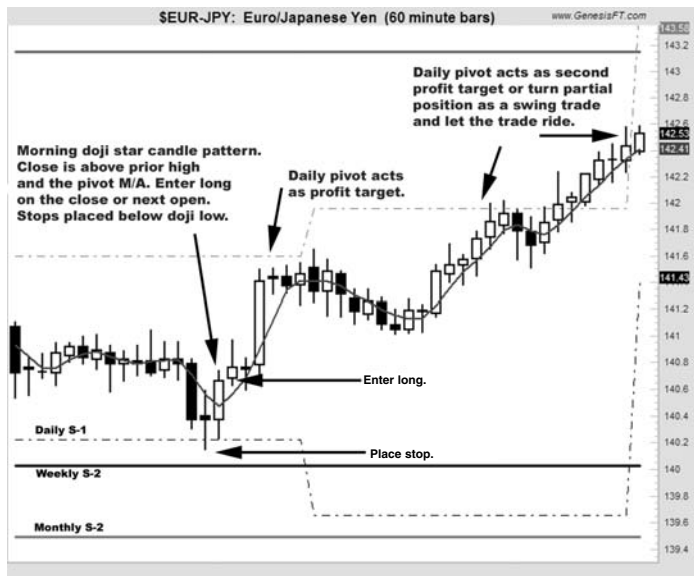 $EUR-JPY: Euro/Japanese Yen (60 minute bars)
www.GenesisFT.com
143.58
143.2
143
142.8
142.6
142.53
142.41
142.2
142
141.8
141.6
141.43
141.2
141
140.8
140.6
140.4
140.2
140
139.8
139.6
139.4
Daily pivot acts as second
profit target or turn partial
position as a swing trade
and let the trade ride.
Morning doji star candle pattern.
Close is above prior high
and the pivot M/A. Enter long
on the close or next open.
Stops placed below doji low.
Daily pivot acts
as profit target.
Enter long.
Daily S-1
Place stop.
Weekly S-2
Monthly S-2